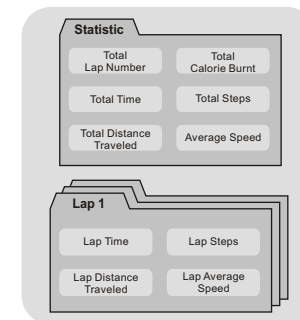 Statistic
Total
Lap Number
Total
Calorie Burnt
Total Time
Total Steps
Total Distance
Traveled
Average Speed
Lap 1
Lap Time
Lap Steps
Lap Distance
Traveled
Lap Average
Speed